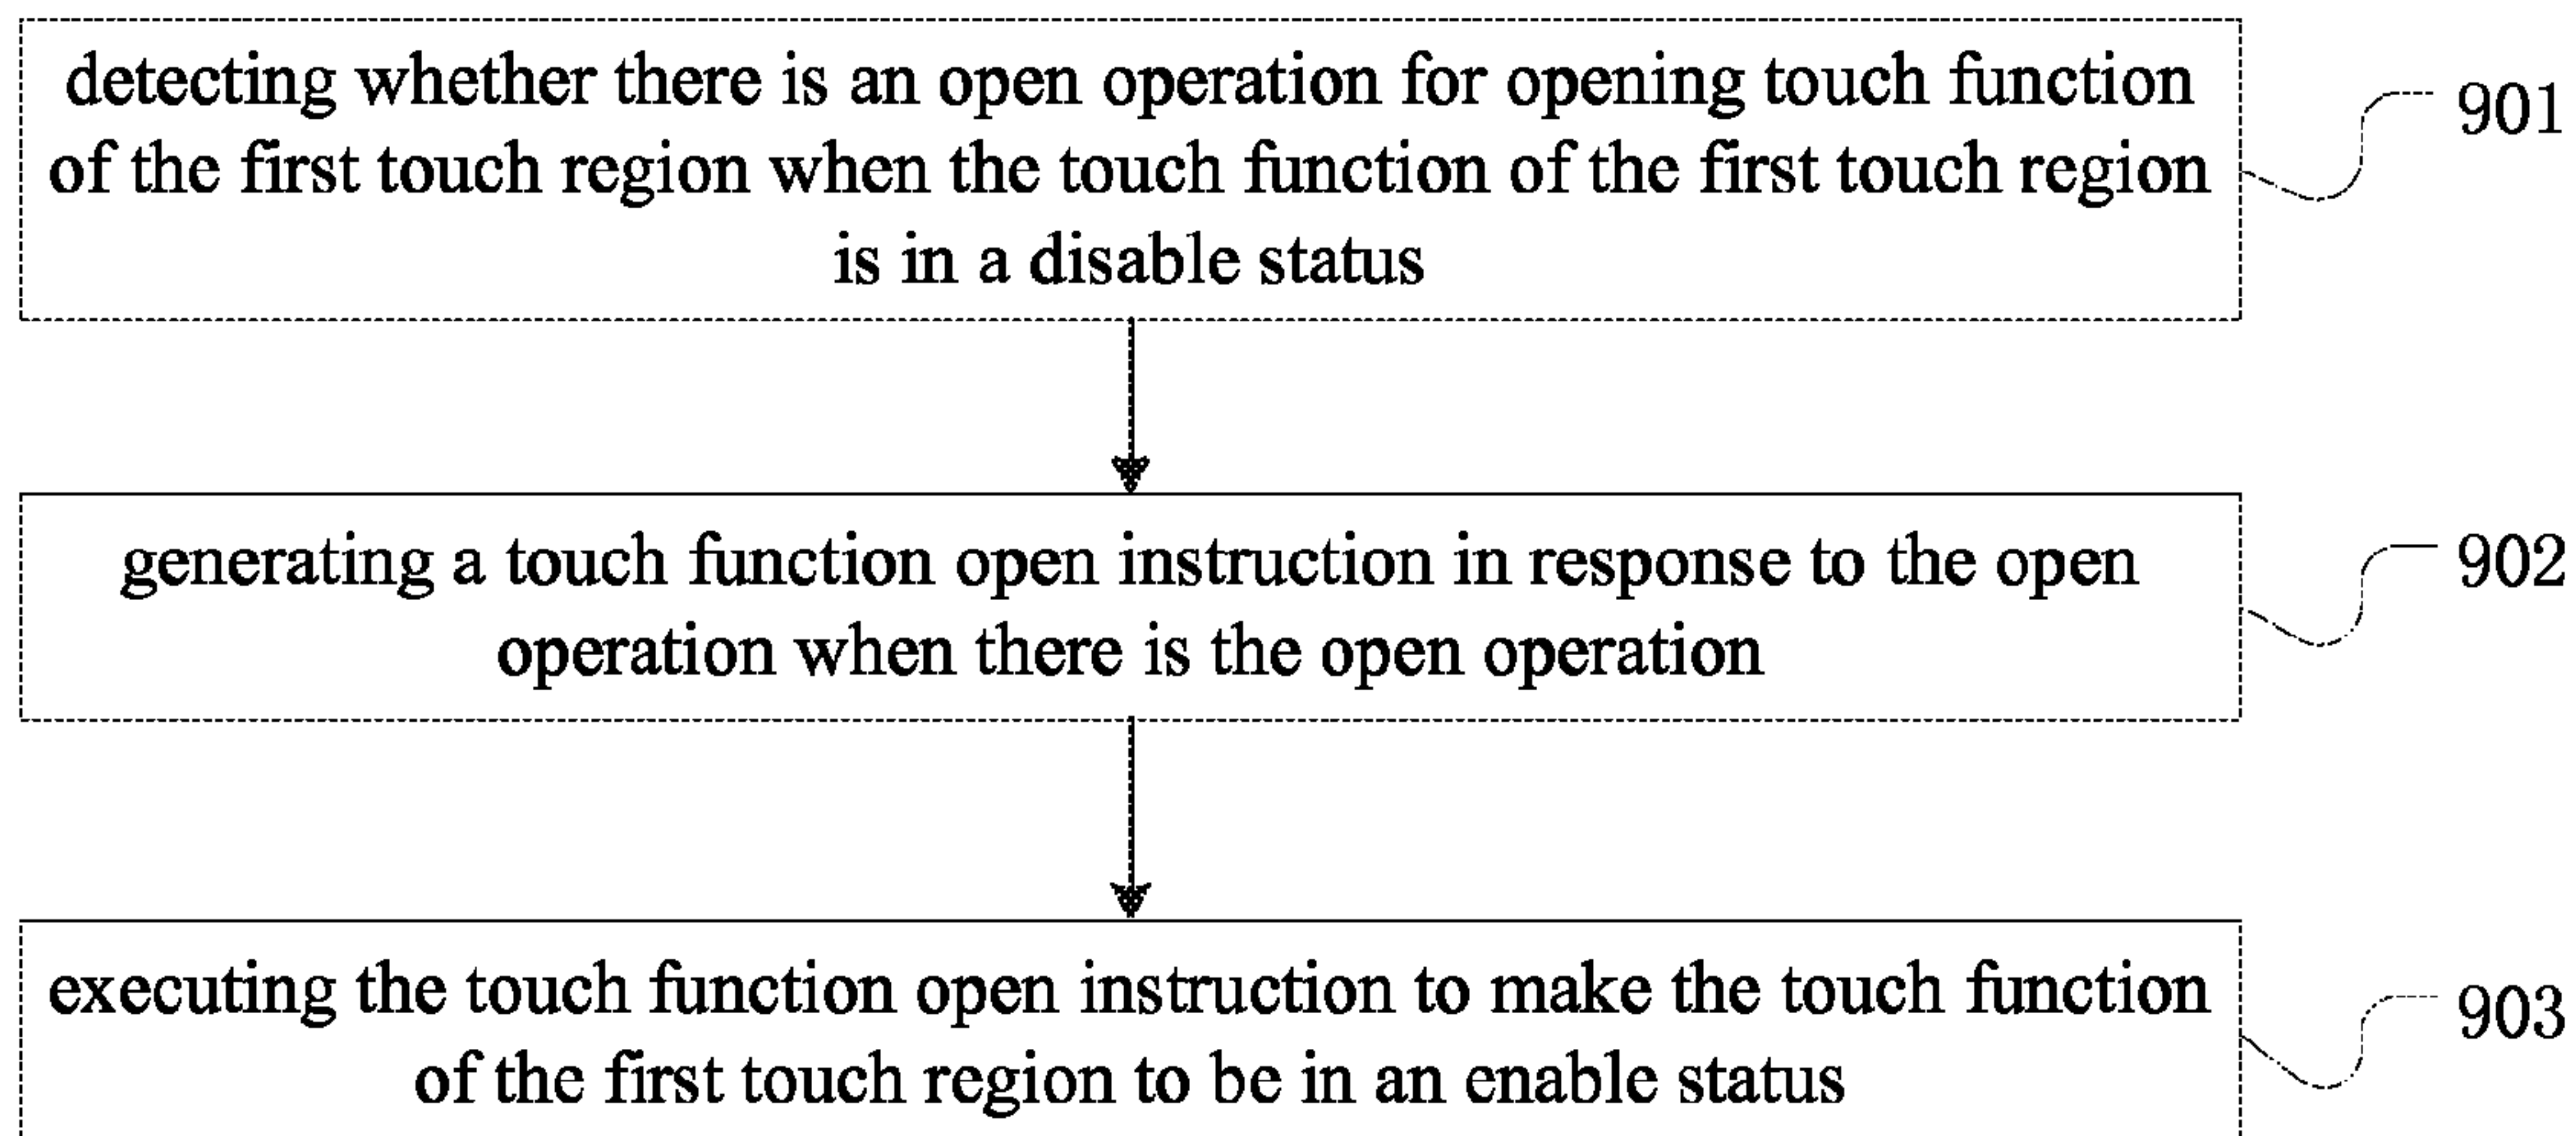 detecting whether there is an open operation for opening touch function
of the first touch region when the touch function of the first touch region
is in a disable status
901
generating a touch function open instruction in response to the open
operation when there is the open operation
902
executing the touch function open instruction to make the touch function
of the first touch region to be in an enable status
903